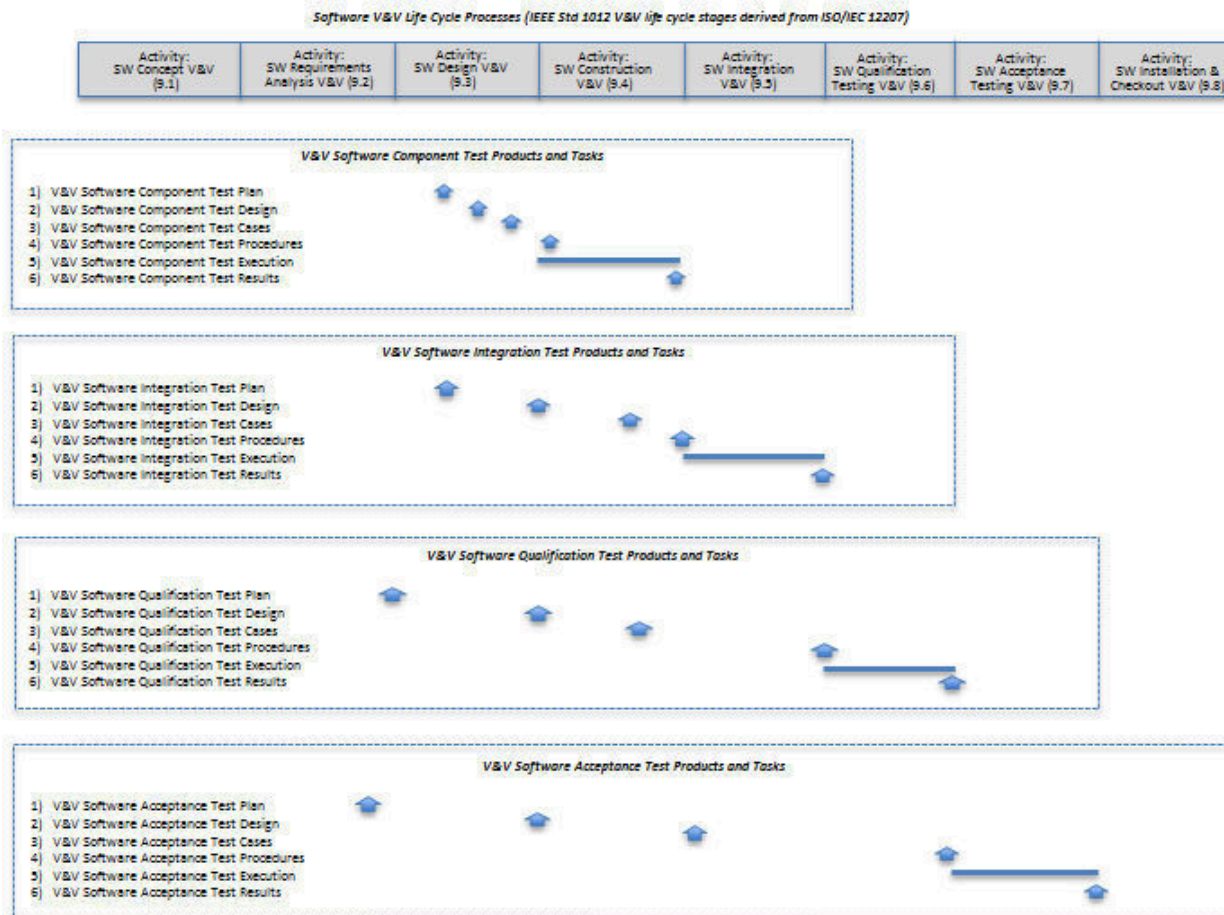 Software V&V Life Cycle Processes (IEEE Std 1012 V&V life cycle stages derived from ISO/IEC 12207)
Activity:
SW Concept V&V
(9.1)
Activity:
SW Requirements
Analysis V&V (9.2)
Activity:
SW Design V&V
(9.3)
Activity:
SW Construction
V&V (9.4)
Activity:
SW Integration
V&V (9.5)
Activity:
SW Qualification
Testing V&V (9.6)
Activity:
SW Acceptance
Testing V&V (9.7)
Activity:
SW Installation &
Checkout V&V (9.8)
V&V Software Component Test Products and Tasks
1) V&V Software Component Test Plan
2) V&V Software Component Test Design
3) V&V Software Component Test Cases
4) V&V Software Component Test Procedures
5) V&V Software Component Test Execution
6) V&V Software Component Test Results
V&V Software Integration Test Products and Tasks
1) V&V Software Integration Test Plan
2) V&V Software Integration Test Design
3) V&V Software Integration Test Cases
4) V&V Software Integration Test Procedures
5) V&V Software Integration Test Execution
6) V&V Software Integration Test Results
V&V Software Qualification Test Products and Tasks
1) V&V Software Qualification Test Plan
2) V&V Software Qualification Test Design
3) V&V Software Qualification Test Cases
4) V&V Software Qualification Test Procedures
5) V&V Software Qualification Test Execution
6) V&V Software Qualification Test Results
V&V Software Acceptance Test Products and Tasks
1) V&V Software Acceptance Test Plan
2) V&V Software Acceptance Test Design
3) V&V Software Acceptance Test Cases
4) V&V Software Acceptance Test Procedures
5) V&V Software Acceptance Test Execution
6) V&V Software Acceptance Test Results